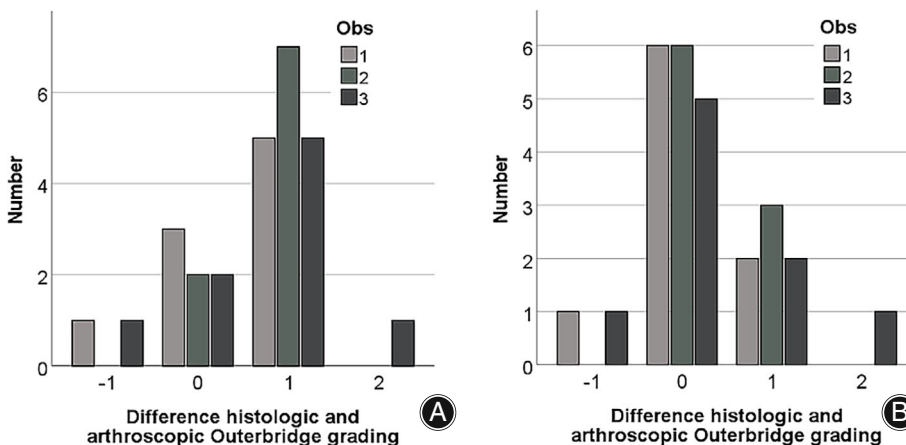 Obs
1
2
3
Number
6
4
2
0
-1 0 1 2
Difference histologic and
arthroscopic Outerbridge grading
A
Obs
1
2
3
Number
6
5
4
3
2
1
0
-1 0 1 2
Difference histologic and
arthroscopic Outerbridge grading
B